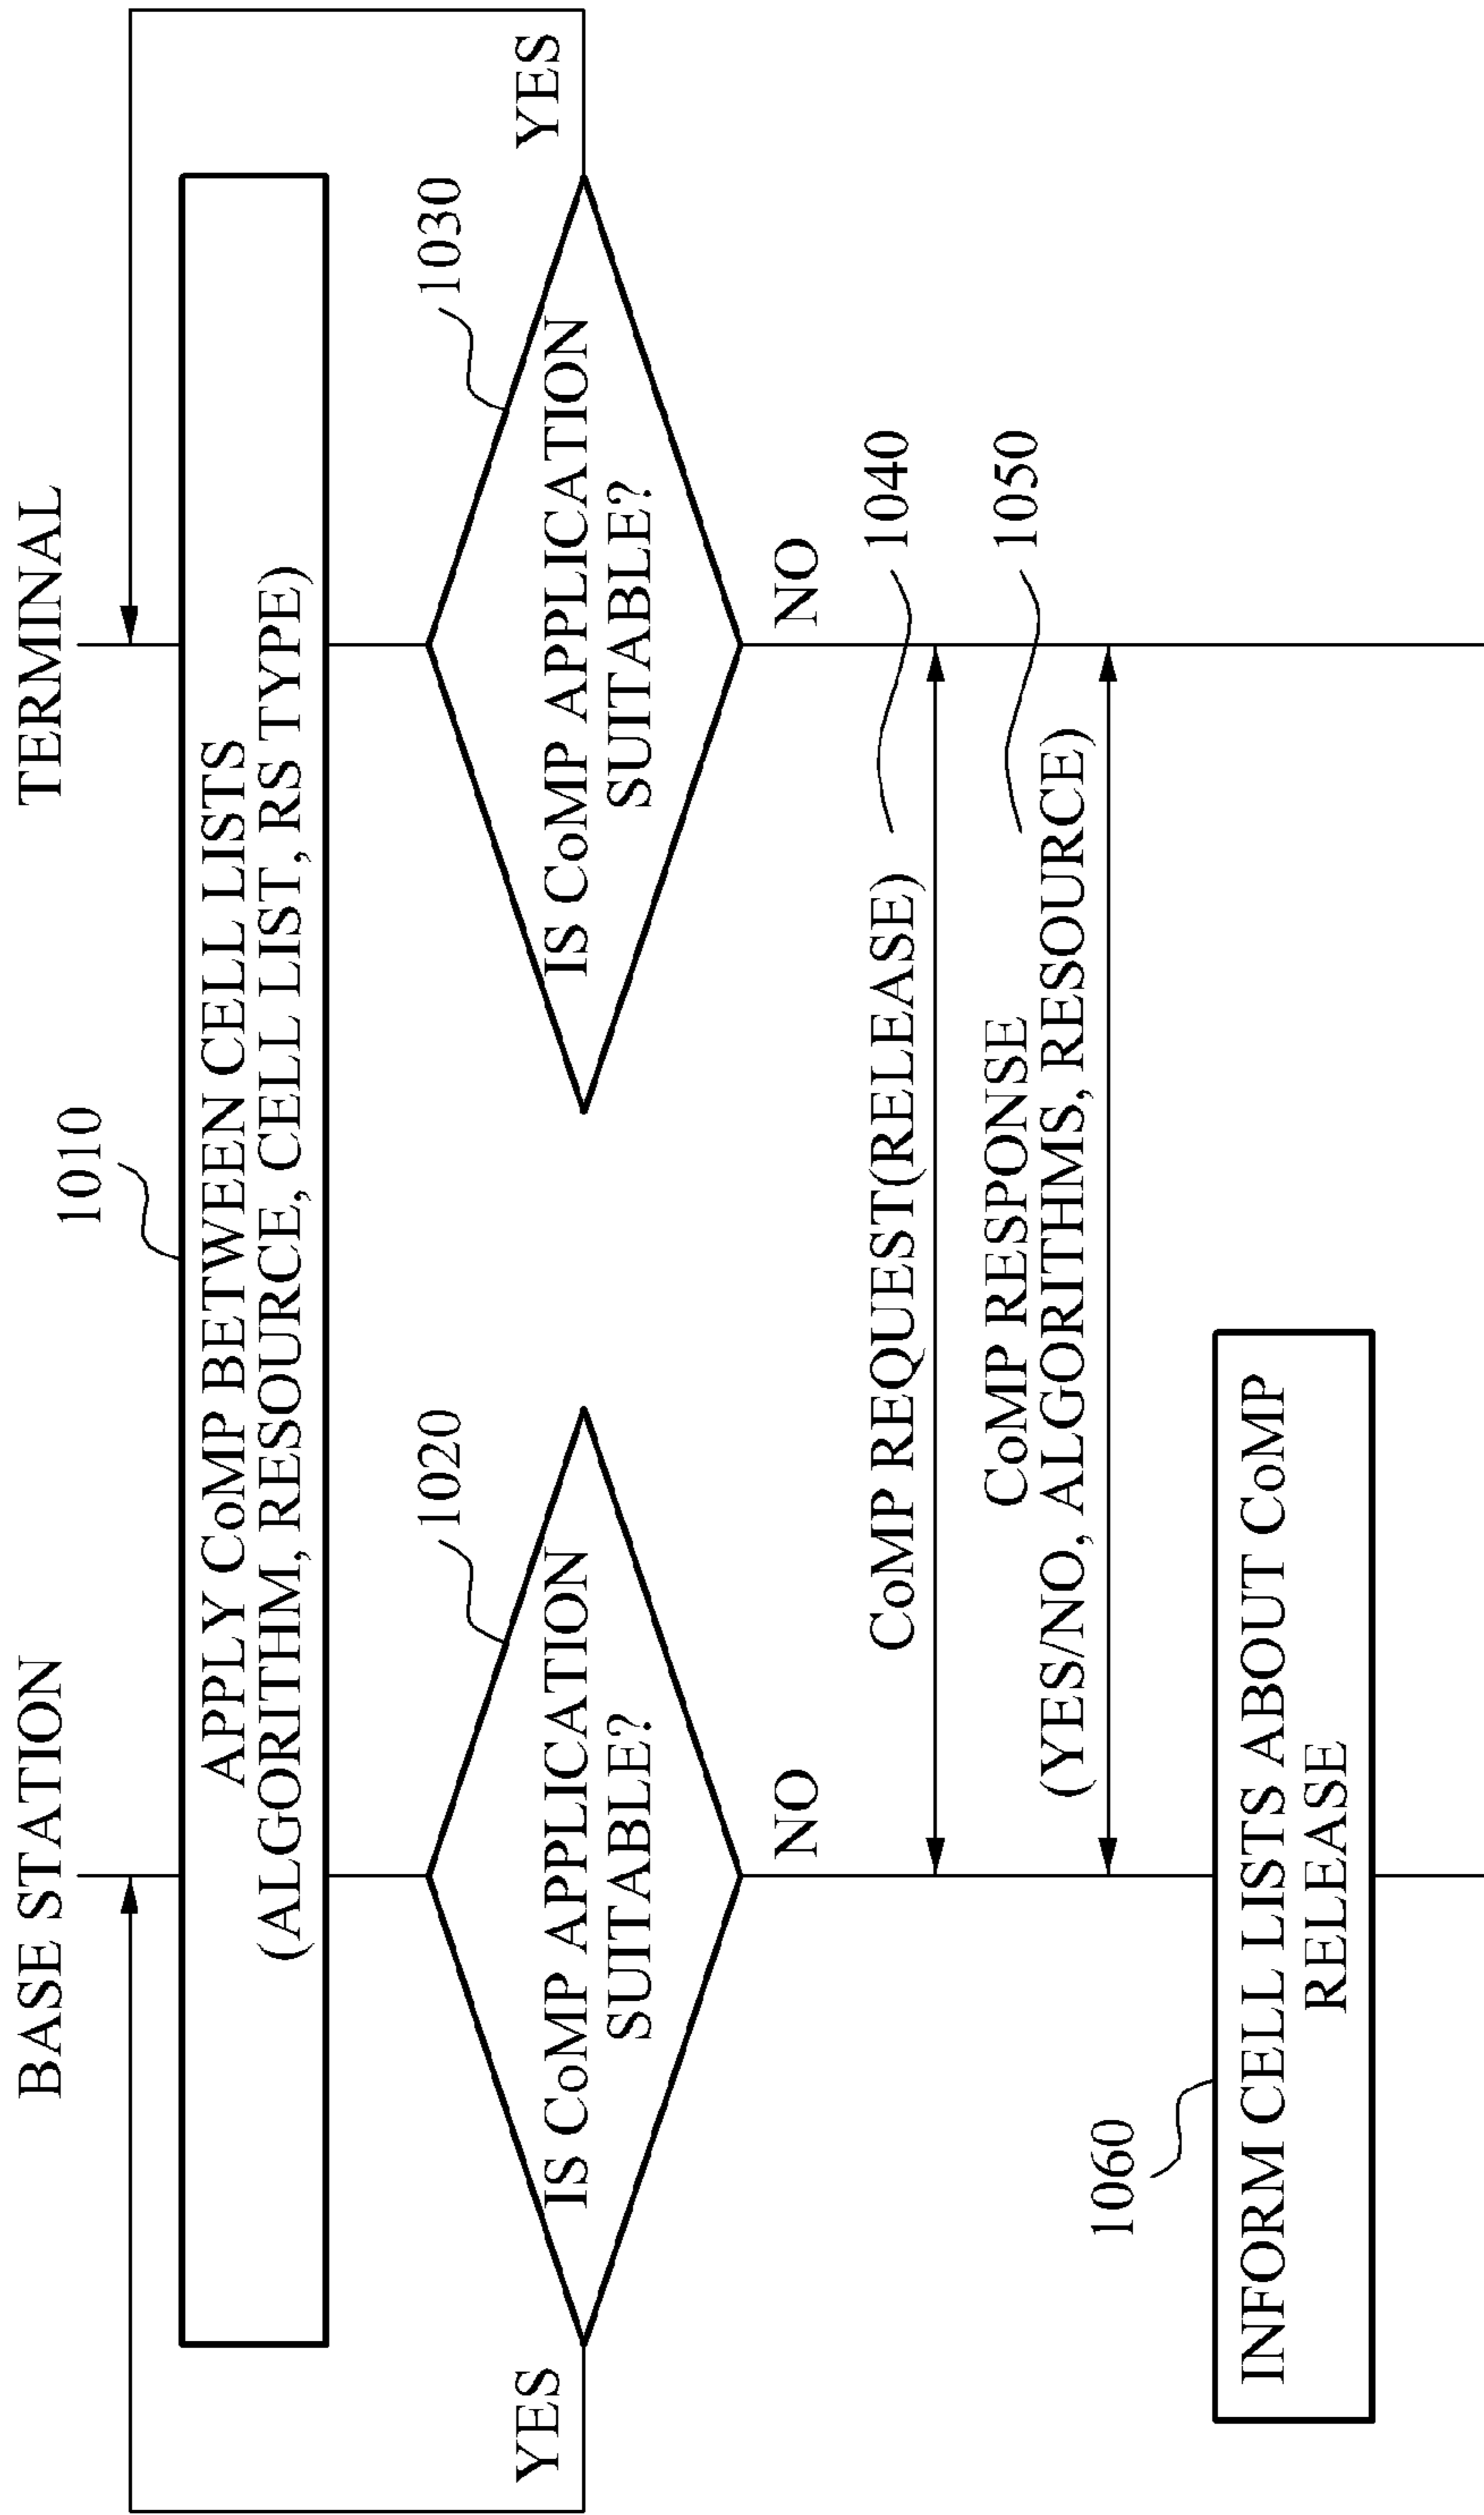 BASE STATION
TERMINAL
1010
APPLY CoMP BETWEEN CELL LISTS
(ALGORITHM, RESOURCE, CELL LIST, RS TYPE)
1020
1030
YES
IS CoMP APPLICATION
SUITABLE?
IS CoMP APPLICATION
SUITABLE?
YES
NO
NO
CoMP REQUEST(RELEASE)
1040
CoMP RESPONSE
(YES/NO, ALGORITHMS, RESOURCE)
1050
1060
INFORM CELL LISTS ABOUT CoMP
RELEASE